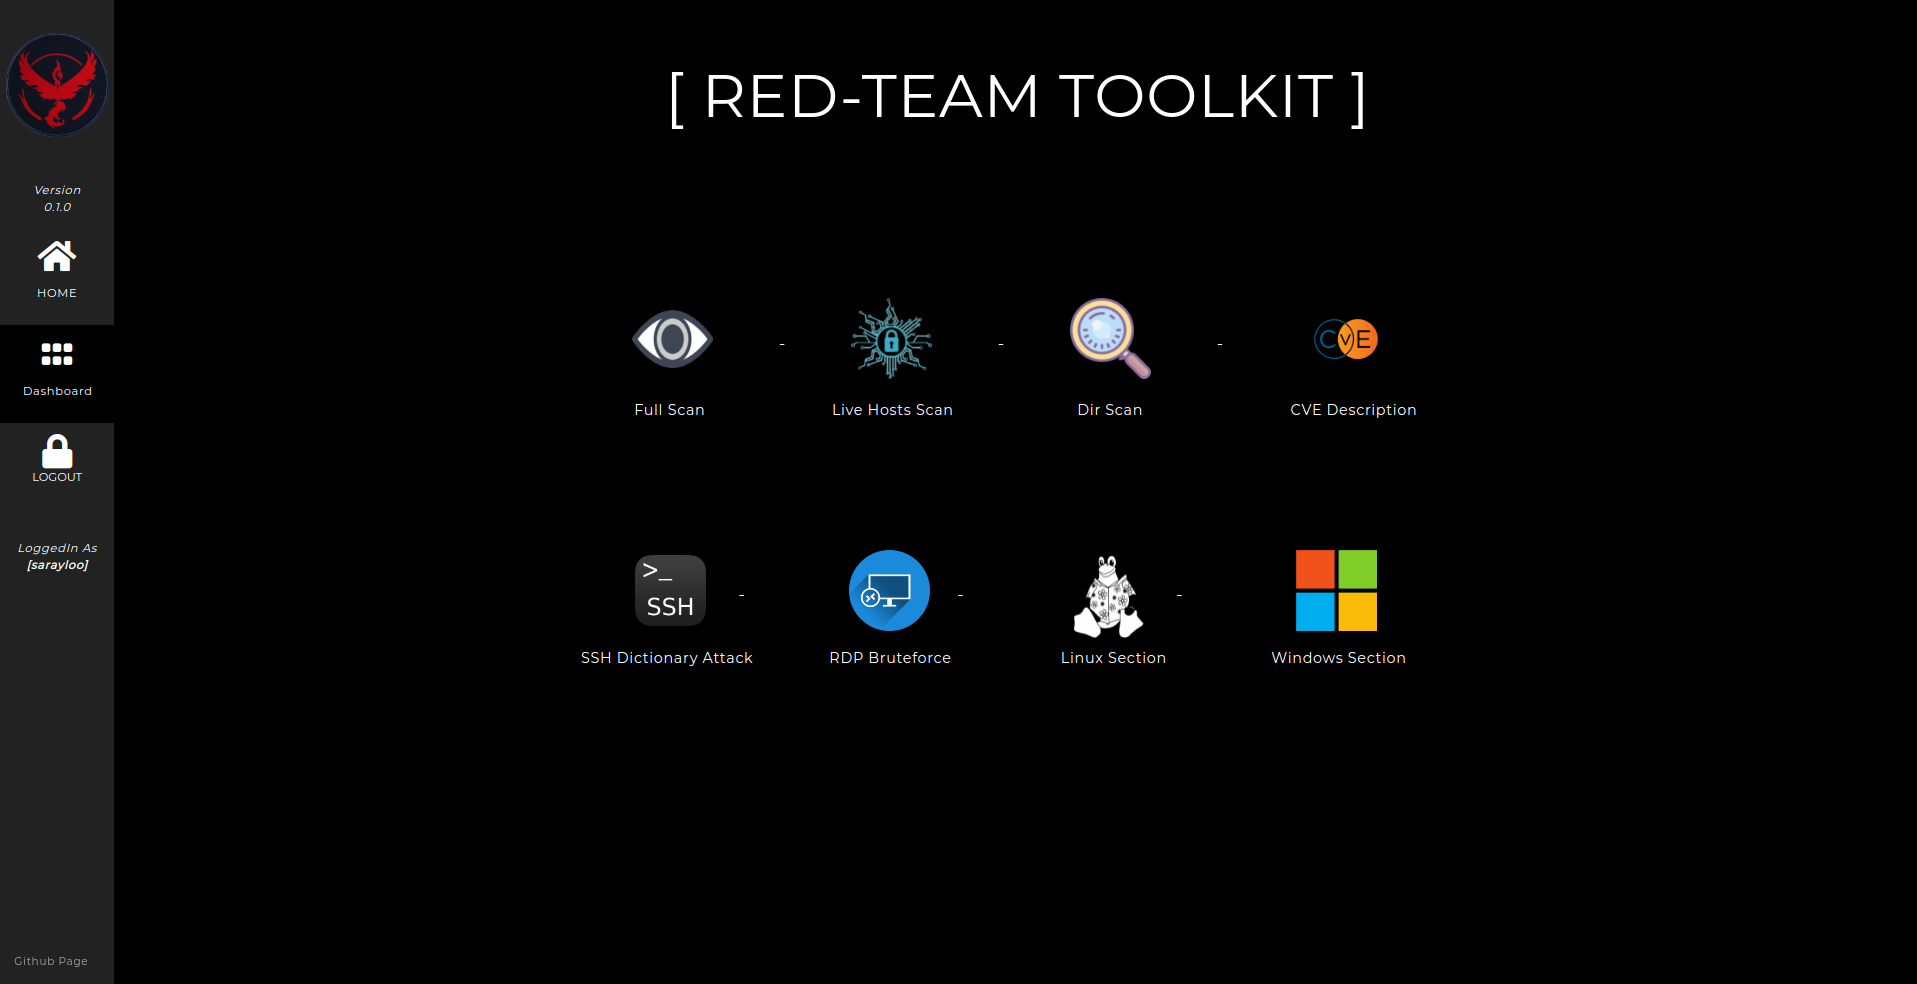 [ RED-TEAM TOOLKIT ]
Version
0.1.0
HOME
Dashboard
LOGOUT
LoggedIn As
[sarayloo]
Github Page
- - -
CVE
Full Scan Live Hosts Scan Dir Scan CVE Description
>_
SSH
- - -
SSH Dictionary Attack RDP Bruteforce Linux Section Windows Section